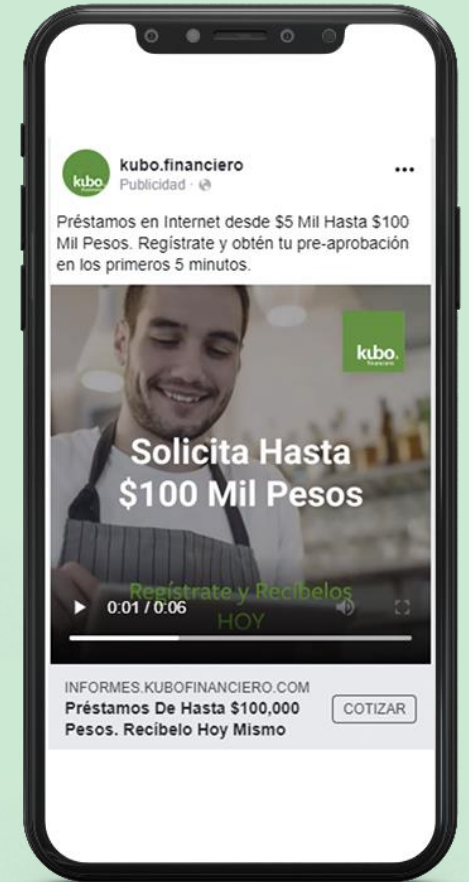 kubo.
kubo.financiero
Publicidad ·
Préstamos en Internet desde $5 Mil Hasta $100
Mil Pesos. Regístrate y obtén tu pre-aprobación
en los primeros 5 minutos.
kubo.
financiero
Solicita Hasta
$100 Mil Pesos
Regístrate y Recíbelos
HOY
0:01 / 0:06
INFORMES.KUBOFINANCIERO.COM
Préstamos De Hasta $100,000
Pesos. Recíbelo Hoy Mismo
COTIZAR